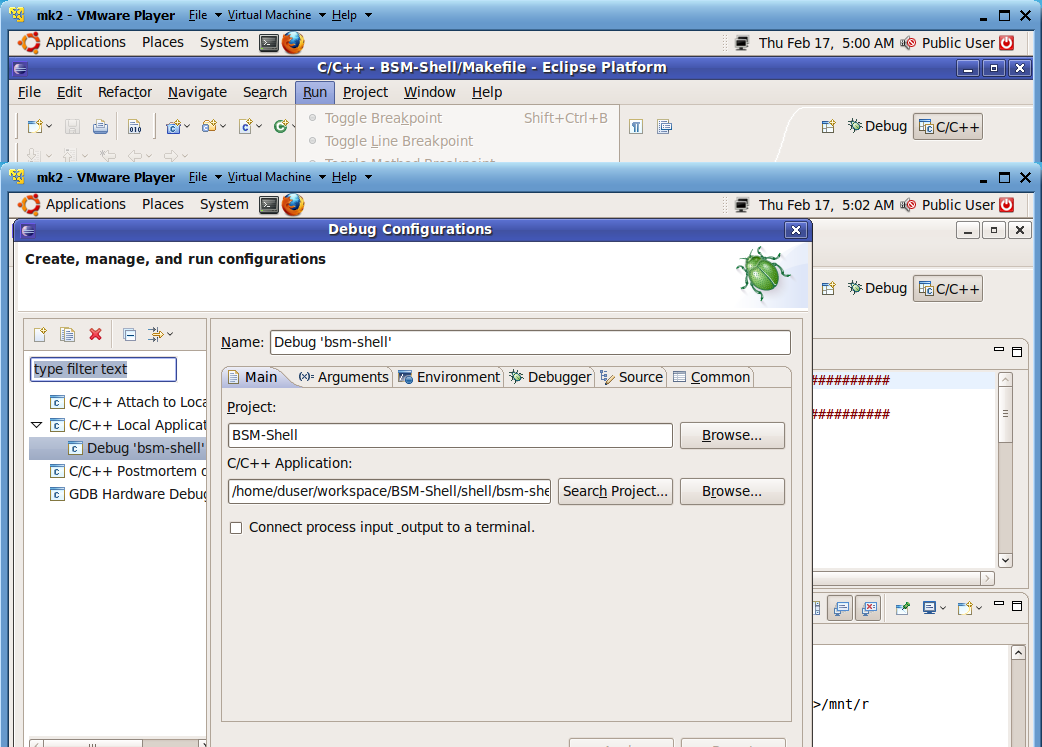 mk2 - VMware Player File Virtual Machine Help
Applications Places System Thu Feb 17, 5:00 AM Public User
C/C++ - BSM-Shell/Makefile - Eclipse Platform
File Edit Refactor Navigate Search Run Project Window Help
Toggle Breakpoint Shift+Ctrl+B
Debug C/C++
Toggle Line Breakpoint
Toggle Method Breakpoint
mk2 - VMware Player File Virtual Machine Help
Applications Places System Thu Feb 17, 5:02 AM Public User
Debug Configurations
Create, manage, and run configurations
Debug C/C++
Name: Debug 'bsm-shell'
type filter text
Main Arguments Environment Debugger Source Common
##########
C/C++ Attach to Loca
Project:
##########
C/C++ Local Applicat
BSM-Shell Browse...
Debug 'bsm-shell'
C/C++ Application:
C/C++ Postmortem
GDB Hardware Debug
/home/duser/workspace/BSM-Shell/shell/bsm-she Search Project... Browse...
Connect process input _output to a terminal.
>/mnt/r